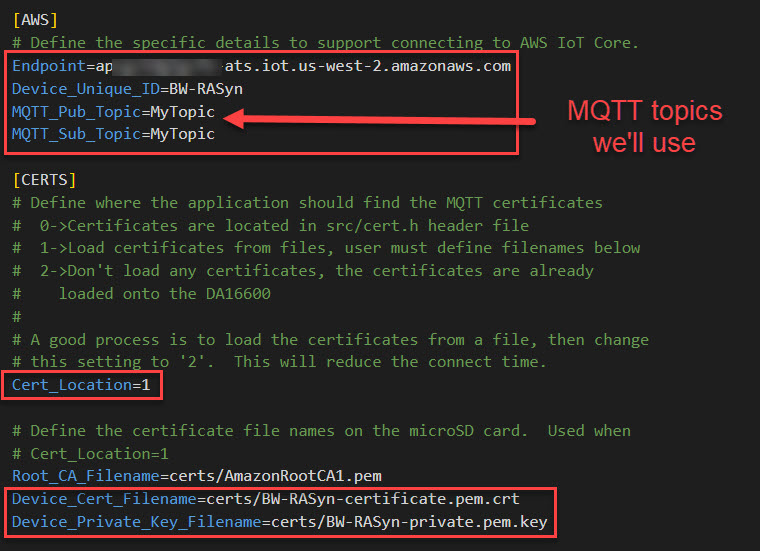 [AWS]
# Define the specific details to support connecting to AWS IoT Core.
Endpoint=ap -ats.iot.us-west-2.amazonaws.com
Device_Unique_ID=BW-RASyn
MQTT_Pub_Topic=MyTopic
MQTT_Sub_Topic=MyTopic
MQTT topics
we'll use
[CERTS]
# Define where the application should find the MQTT certificates
#  0->Certificates are located in src/cert.h header file
#  1->Load certificates from files, user must define filenames below
#  2->Don't load any certificates, the certificates are already
#     loaded onto the DA16600
#
# A good process is to load the certificates from a file, then change
# this setting to '2'.  This will reduce the connect time.
Cert_Location=1
# Define the certificate file names on the microSD card.  Used when
# Cert_Location=1
Root_CA_Filename=certs/AmazonRootCA1.pem
Device_Cert_Filename=certs/BW-RASyn-certificate.pem.crt
Device_Private_Key_Filename=certs/BW-RASyn-private.pem.key